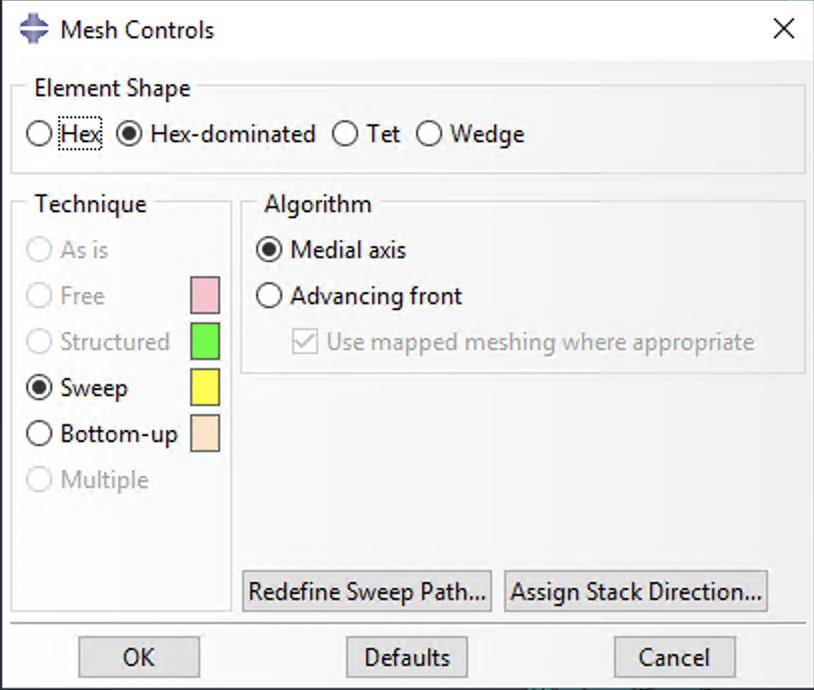 Mesh Controls
Element Shape
Hex Hex-dominated Tet Wedge
Technique
As is
Free
Structured
Sweep
Bottom-up
Multiple
Algorithm
Medial axis
Advancing front
Use mapped meshing where appropriate
Redefine Sweep Path... Assign Stack Direction...
OK Defaults Cancel